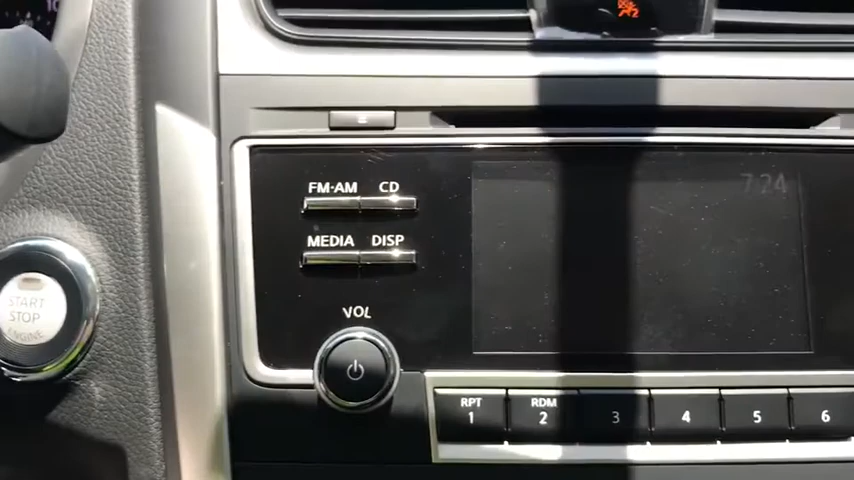 FM·AM CD
7:24
MEDIA DISP
START
STOP
ENGINE
VOL
RPT RDM
1 2 3 4 5 6